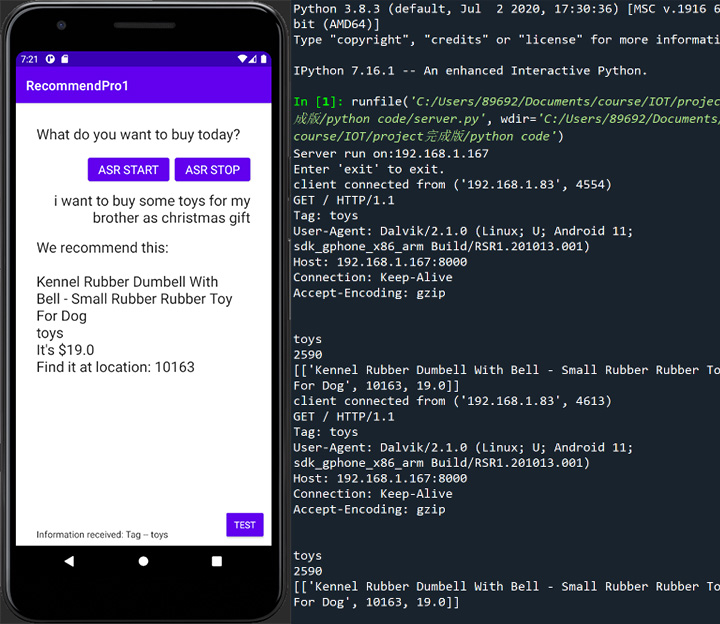 7:21
RecommendPro1
What do you want to buy today?
ASR START
ASR STOP
i want to buy some toys for my
brother as christmas gift
We recommend this:
Kennel Rubber Dumbell With
Bell - Small Rubber Rubber Toy
For Dog
toys
It's $19.0
Find it at location: 10163
TEST
Information received: Tag -- toys
Python 3.8.3 (default, Jul  2 2020, 17:30:36) [MSC v.1916 6
bit (AMD64)]
Type "copyright", "credits" or "license" for more informati
IPython 7.16.1 -- An enhanced Interactive Python.
In [1]: runfile('C:/Users/89692/Documents/course/IOT/projec
成版/python code/server.py', wdir='C:/Users/89692/Documents/
course/IOT/project完成版/python code')
Server run on:192.168.1.167
Enter 'exit' to exit.
client connected from ('192.168.1.83', 4554)
GET / HTTP/1.1
Tag: toys
User-Agent: Dalvik/2.1.0 (Linux; U; Android 11;
sdk_gphone_x86_arm Build/RSR1.201013.001)
Host: 192.168.1.167:8000
Connection: Keep-Alive
Accept-Encoding: gzip
toys
2590
[['Kennel Rubber Dumbell With Bell - Small Rubber Rubber To
For Dog', 10163, 19.0]]
client connected from ('192.168.1.83', 4613)
GET / HTTP/1.1
Tag: toys
User-Agent: Dalvik/2.1.0 (Linux; U; Android 11;
sdk_gphone_x86_arm Build/RSR1.201013.001)
Host: 192.168.1.167:8000
Connection: Keep-Alive
Accept-Encoding: gzip
toys
2590
[['Kennel Rubber Dumbell With Bell - Small Rubber Rubber To
For Dog', 10163, 19.0]]